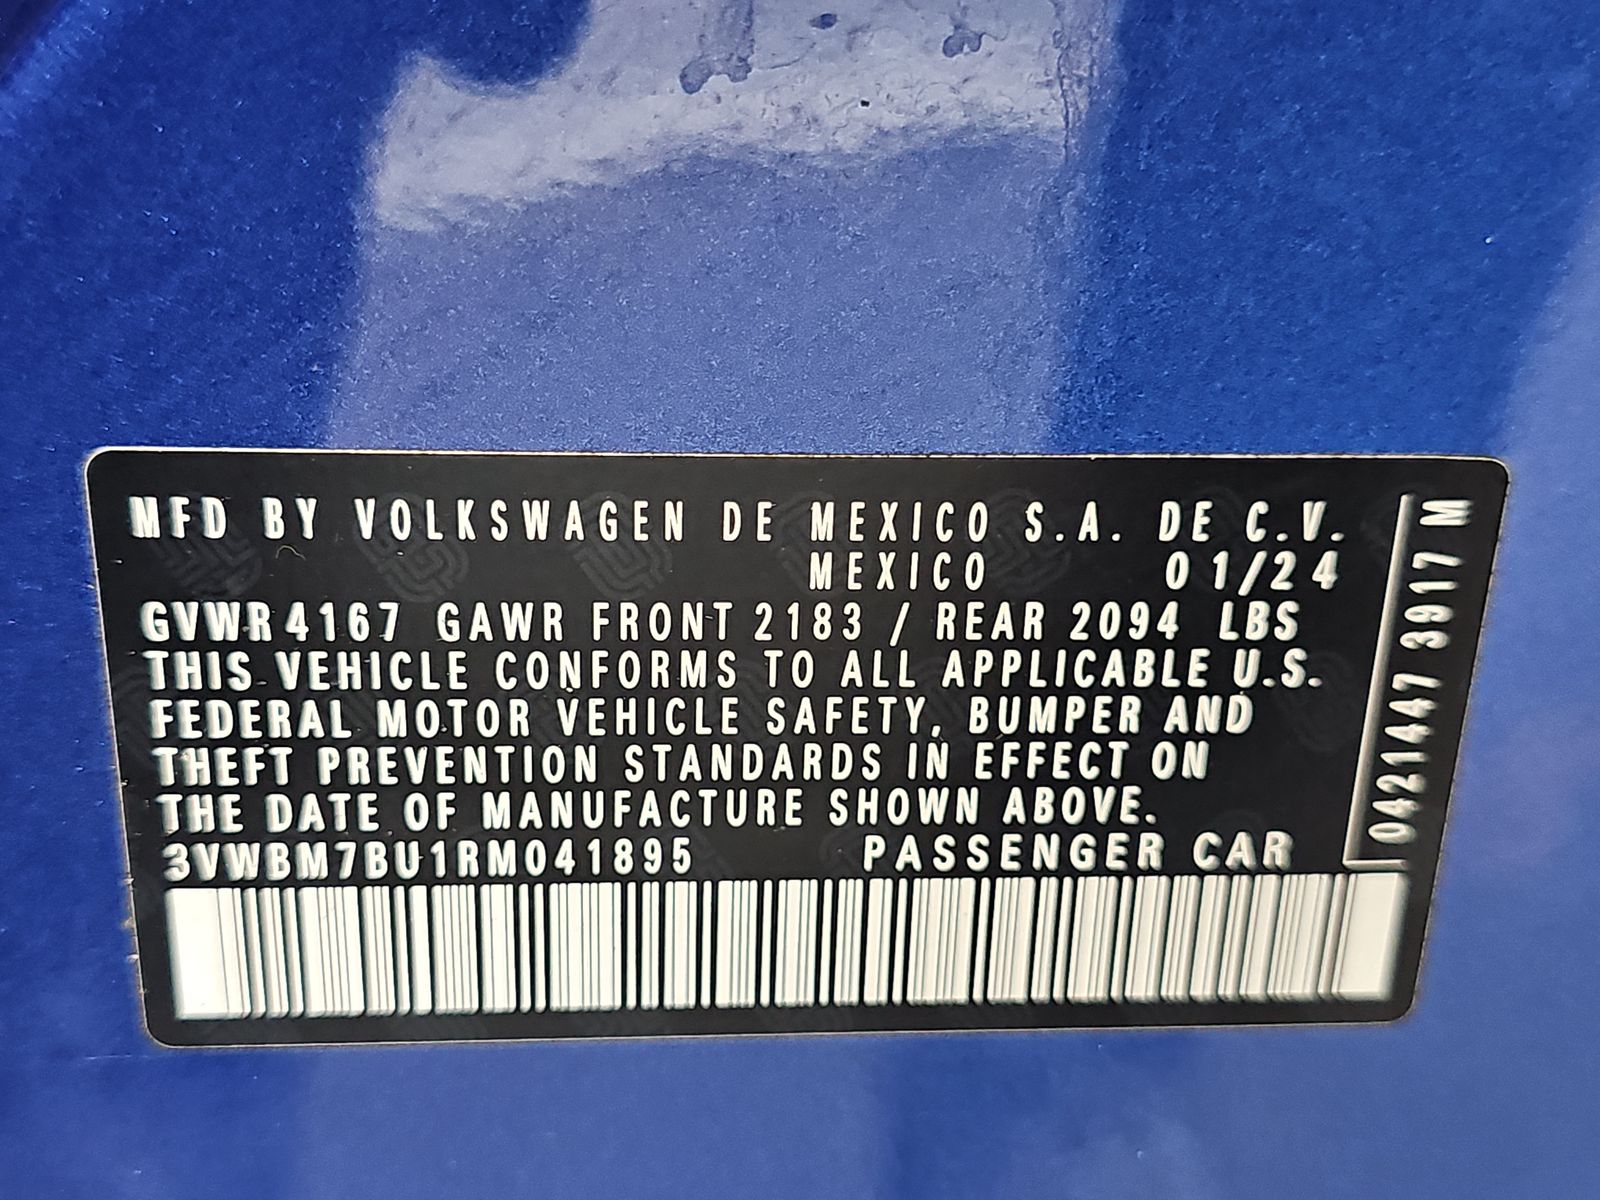 MFD BY VOLKSWAGEN DE MEXICO S.A. DE C.V.
MEXICO 01/24
GVWR 4167 GAWR FRONT 2183 / REAR 2094 LBS
THIS VEHICLE CONFORMS TO ALL APPLICABLE U.S.
FEDERAL MOTOR VEHICLE SAFETY, BUMPER AND
THEFT PREVENTION STANDARDS IN EFFECT ON
THE DATE OF MANUFACTURE SHOWN ABOVE.
3VWBM7BU1RM041895 PASSENGER CAR
0421447 3917 M